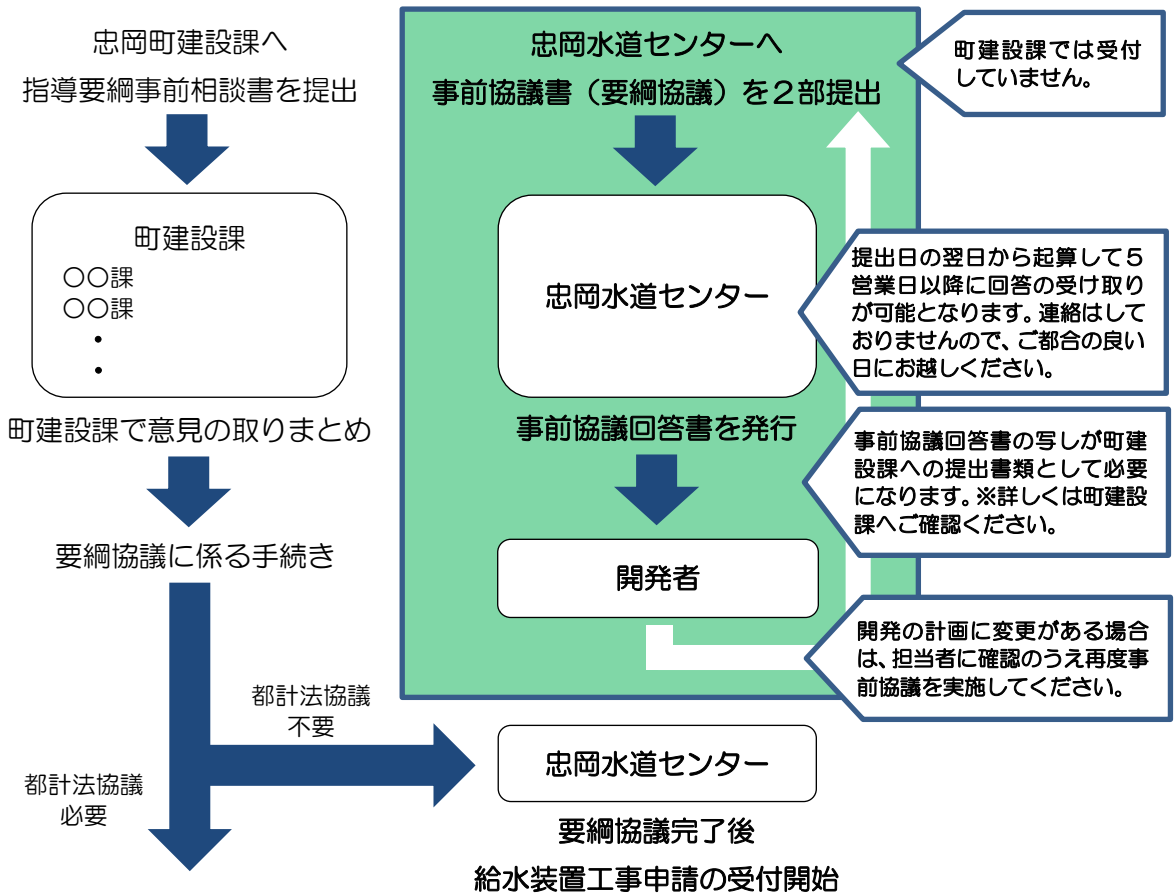 忠岡町建設課へ
指導要綱事前相談書を提出
町建設課
〇〇課
〇〇課
・
・
町建設課で意見の取りまとめ
要綱協議に係る手続き
都計法協議
不要
都計法協議
必要
忠岡水道センターへ
事前協議書（要綱協議）を２部提出
忠岡水道センター
事前協議回答書を発行
開発者
忠岡水道センター
要綱協議完了後
給水装置工事申請の受付開始
町建設課では受付
していません。
提出日の翌日から起算して５
営業日以降に回答の受け取り
が可能となります。連絡はして
おりませんので、ご都合の良い
日にお越しください。
事前協議回答書の写しが町建
設課への提出書類として必要
になります。※詳しくは町建設
課へご確認ください。
開発の計画に変更がある場合
は、担当者に確認のうえ再度事
前協議を実施してください。